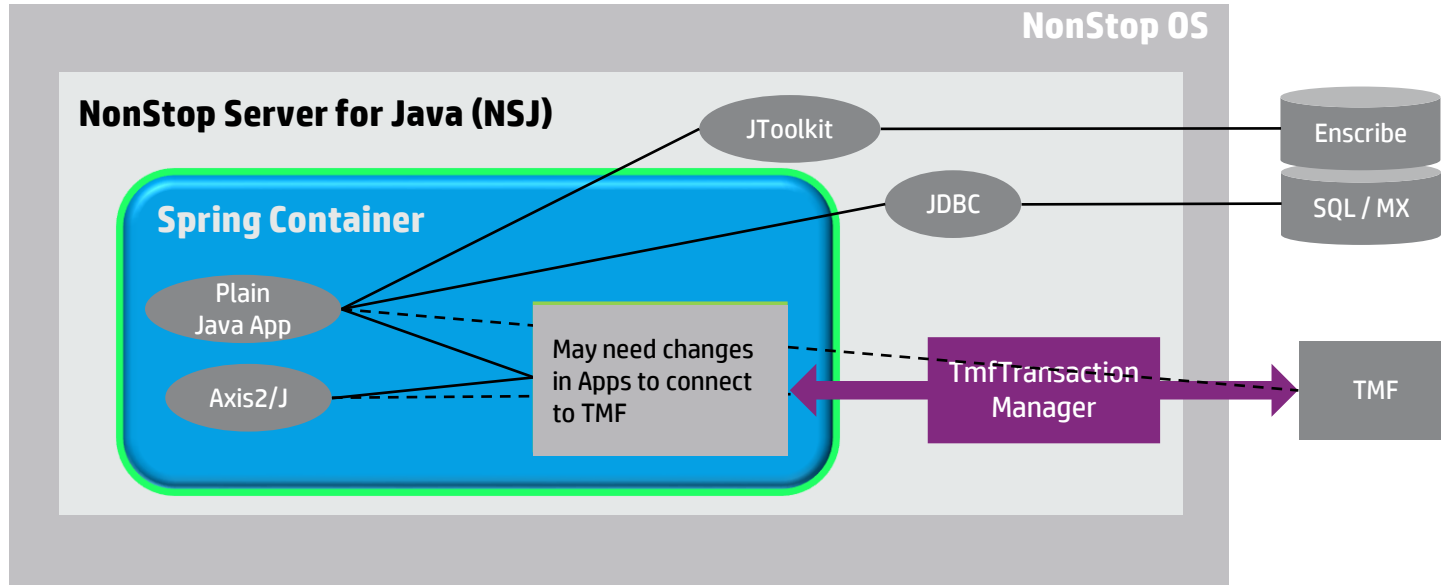 NonStop OS
NonStop Server for Java (NSJ)
JToolkit
Enscribe
JDBC
SQL / MX
Spring Container
Plain
Java App
May need changes
in Apps to connect
to TMF
TmfTransaction
Manager
TMF
Axis2/J